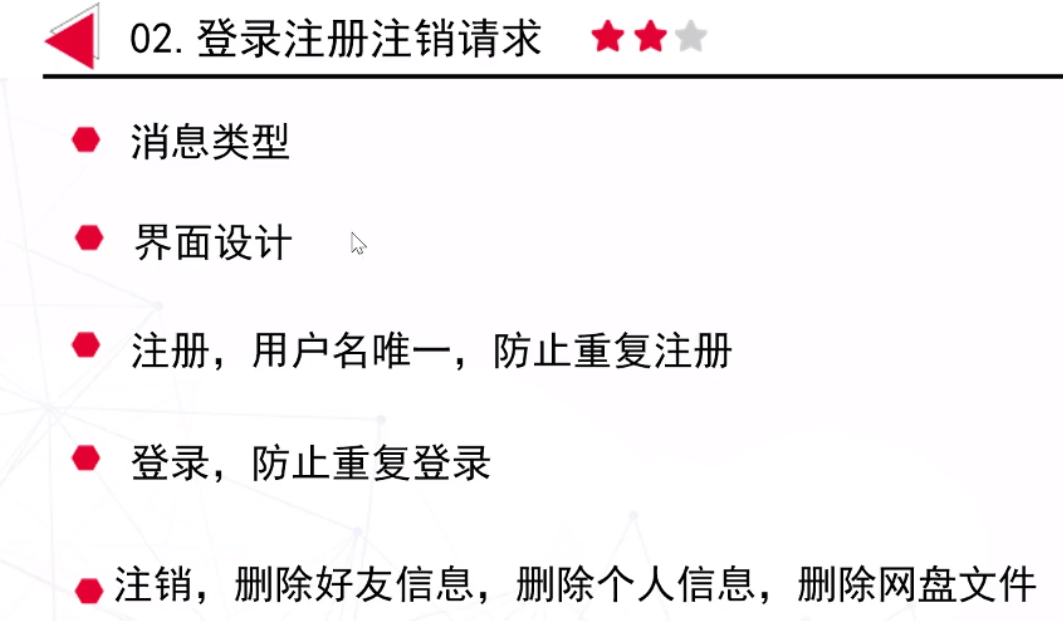 02. 登录注册注销请求
消息类型
界面设计
注册，用户名唯一，防止重复注册
登录，防止重复登录
注销，删除好友信息，删除个人信息，删除网盘文件